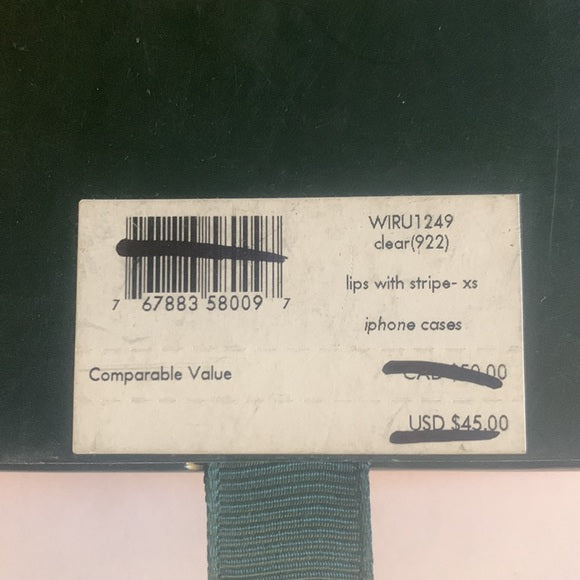 WIRU1249
clear(922)
lips with stripe- xs
iphone cases
7 67883 58009 7
Comparable Value
USD $45.00